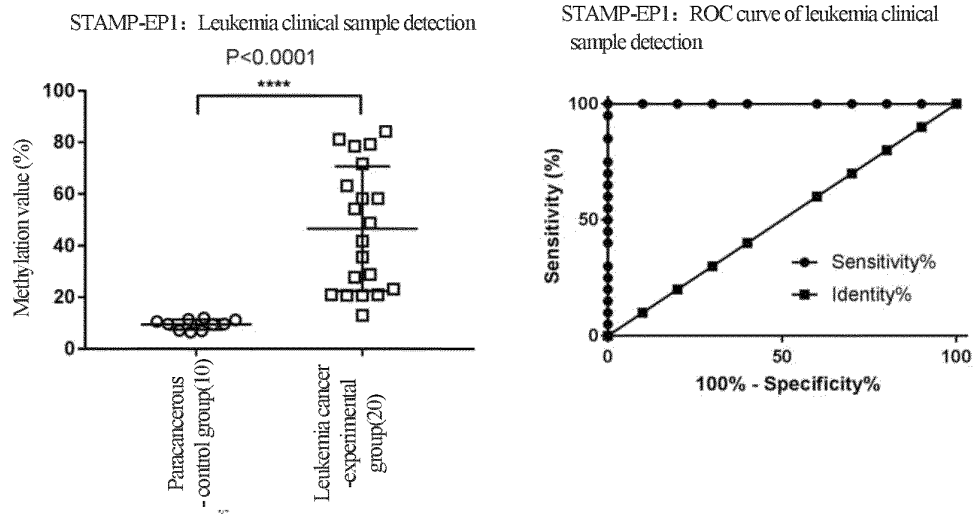 STAMP-EP1: Leukemia clinical sample detection
P<0.0001
****
Methylation value (%)
100
80
60
40
20
0
Paracancerous
- control group(10)
Leukemia cancer
-experimental
group(20)
STAMP-EP1: ROC curve of leukemia clinical
sample detection
Sensitivity (%)
100
50
0
Sensitivity%
Identity%
0
50
100
100% - Specificity%